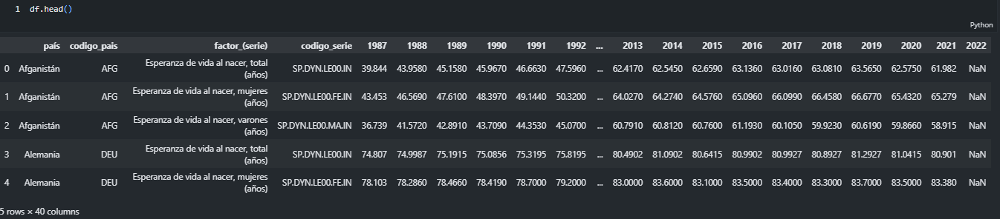 1 df.head()
Python
país codigo_pais factor_(serie) codigo_serie 1987 1988 1989 1990 1991 1992 ... 2013 2014 2015 2016 2017 2018 2019 2020 2021 2022
0 Afganistán AFG Esperanza de vida al nacer, total (años) SP.DYN.LE00.IN 39.844 43.9580 45.1580 45.9670 46.6630 47.5960 ... 62.4170 62.5450 62.6590 63.1360 63.0160 63.0810 63.5650 62.5750 61.982 NaN
1 Afganistán AFG Esperanza de vida al nacer, mujeres (años) SP.DYN.LE00.FE.IN 43.453 46.5690 47.6100 48.3970 49.1440 50.3200 ... 64.0270 64.2740 64.5760 65.0960 66.0990 66.4580 66.6770 65.4320 65.279 NaN
2 Afganistán AFG Esperanza de vida al nacer, varones (años) SP.DYN.LE00.MA.IN 36.739 41.5720 42.8910 43.7090 44.3530 45.0700 ... 60.7910 60.8120 60.7600 61.1930 60.1050 59.9230 60.6190 59.8660 58.915 NaN
3 Alemania DEU Esperanza de vida al nacer, total (años) SP.DYN.LE00.IN 74.807 74.9987 75.1915 75.0856 75.3195 75.8195 ... 80.4902 81.0902 80.6415 80.9902 80.9927 80.8927 81.2927 81.0415 80.901 NaN
4 Alemania DEU Esperanza de vida al nacer, mujeres (años) SP.DYN.LE00.FE.IN 78.103 78.2860 78.4660 78.4190 78.7000 79.2000 ... 83.0000 83.6000 83.1000 83.5000 83.4000 83.3000 83.7000 83.5000 83.380 NaN
5 rows × 40 columns